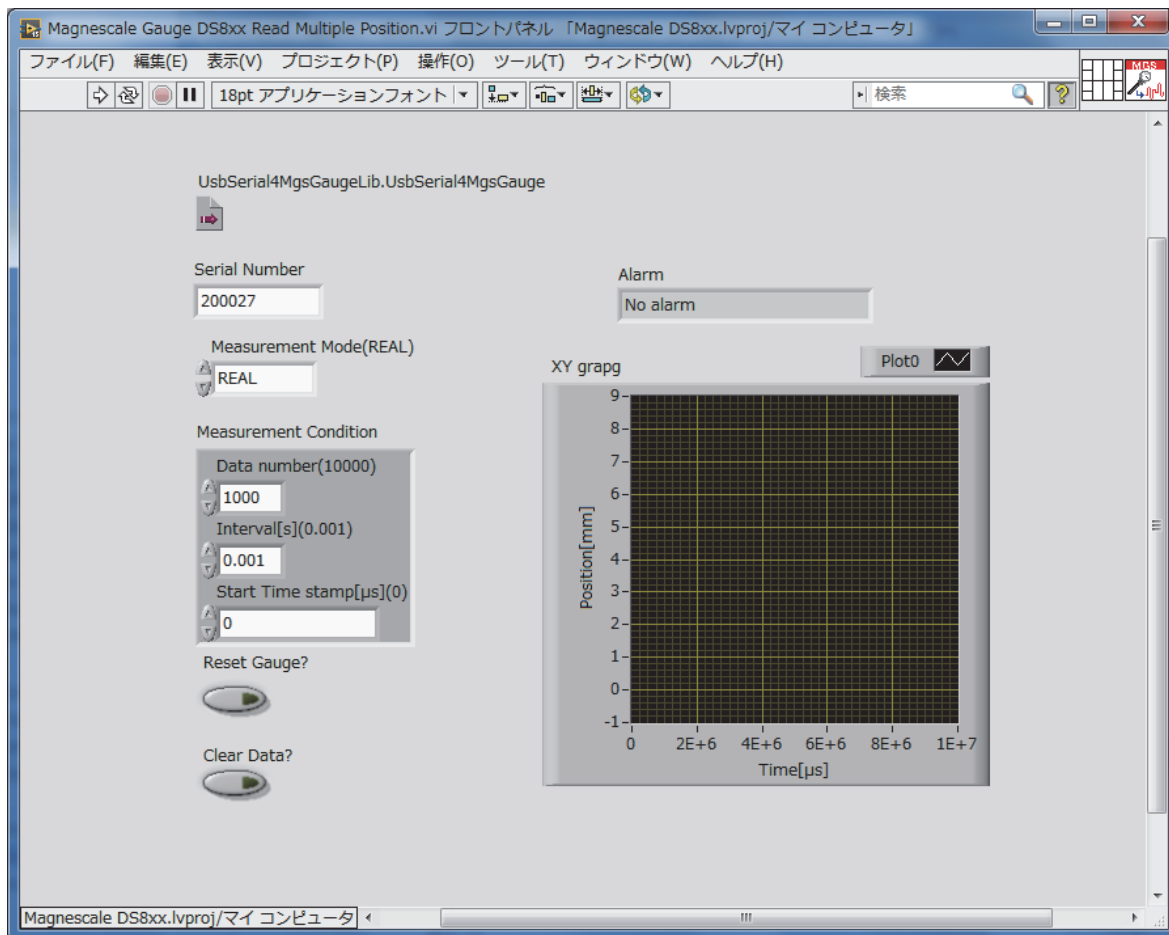 Magnescale Gauge DS8xx Read Multiple Position.vi フロントパネル 「Magnescale DS8xx.lvproj/マイ コンピュータ」
ファイル(F) 編集(E) 表示(V) プロジェクト(P) 操作(O) ツール(T) ウィンドウ(W) ヘルプ(H)
18pt アプリケーションフォント
検索
MGS
UsbSerial4MgsGaugeLib.UsbSerial4MgsGauge
Serial Number
200027
Alarm
No alarm
Measurement Mode(REAL)
REAL
Measurement Condition
Data number(10000)
1000
Interval[s](0.001)
0.001
Start Time stamp[µs](0)
0
Reset Gauge?
Clear Data?
XY grapg
Plot0
9
8
7
6
5
4
3
2
1
0
-1
Position[mm]
0 2E+6 4E+6 6E+6 8E+6 1E+7
Time[µs]
Magnescale DS8xx.lvproj/マイ コンピュータ